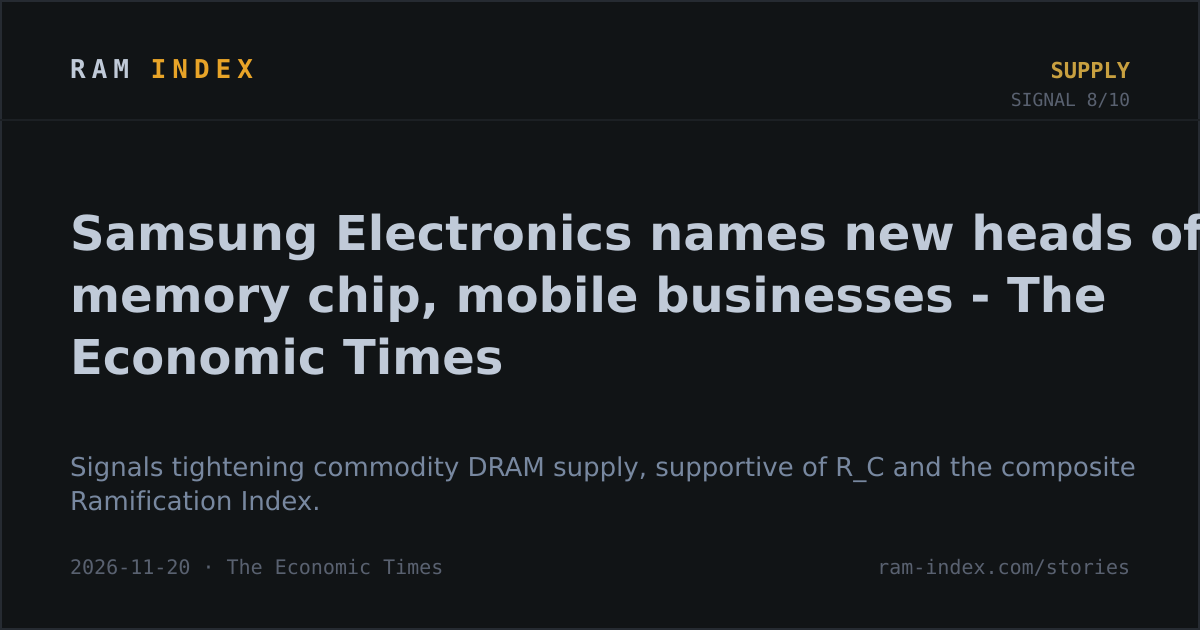 RAM INDEX
SUPPLY
SIGNAL 8/10
Samsung Electronics names new heads of
memory chip, mobile businesses - The
Economic Times
Signals tightening commodity DRAM supply, supportive of R_C and the composite
Ramification Index.
2026-11-20 · The Economic Times
ram-index.com/stories